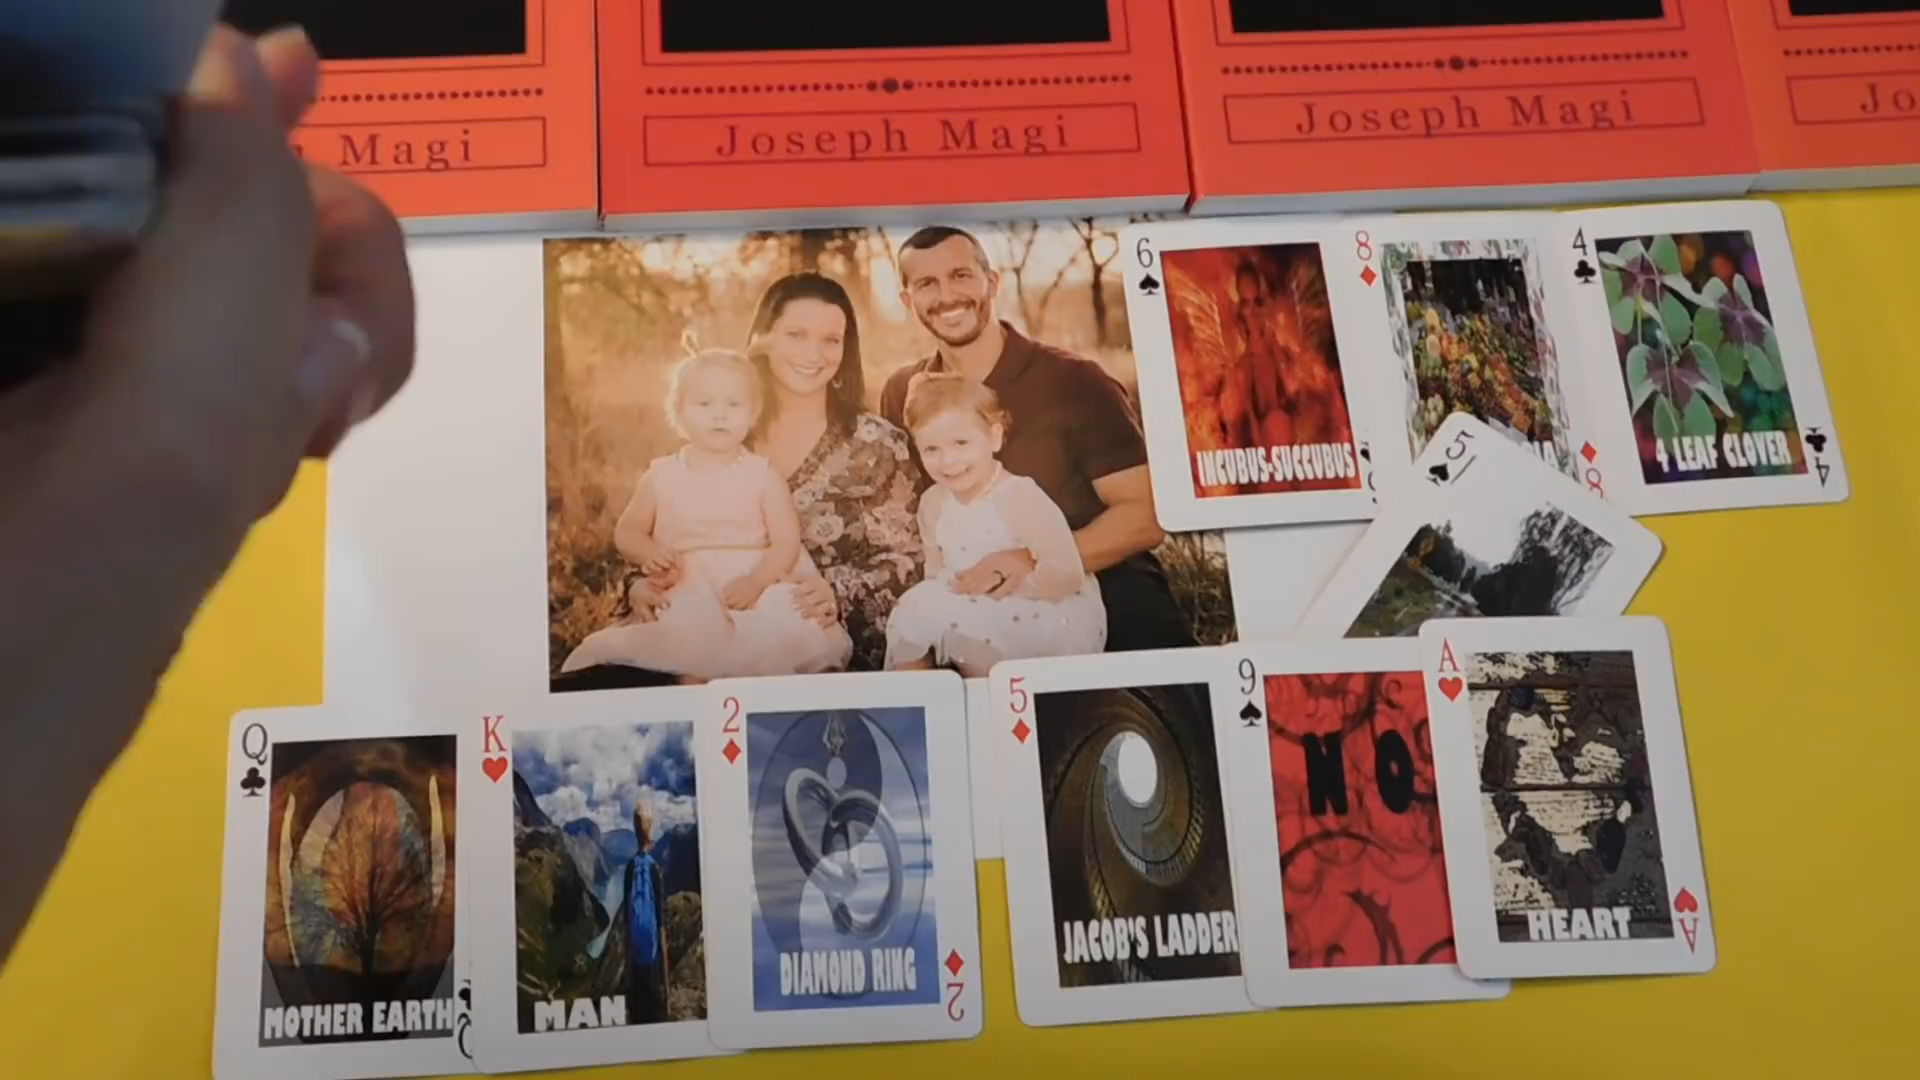 Magi
Joseph Magi
Joseph Magi
Jo
6
8
4
INCUBUS-SUCCUBUS
4 LEAF CLOVER
8
4
5
Q
K
2
5
9
A
NO
MOTHER EARTH
MAN
DIAMOND RING
2
JACOB'S LADDER
HEART
A